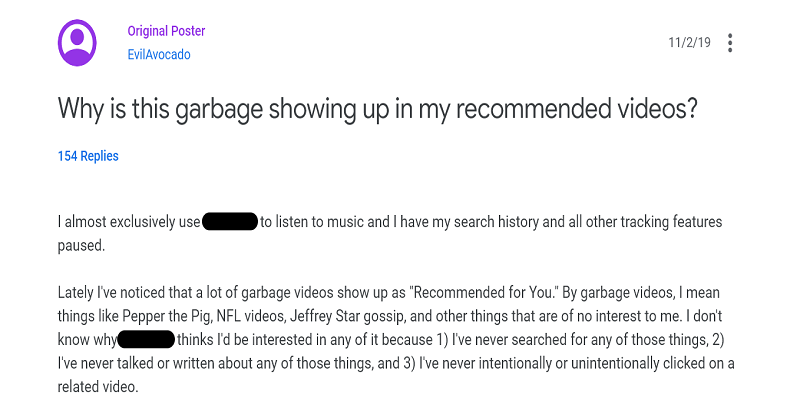 Original Poster
EvilAvocado
11/2/19
Why is this garbage showing up in my recommended videos?
154 Replies
I almost exclusively use to listen to music and I have my search history and all other tracking features
paused.
Lately I've noticed that a lot of garbage videos show up as "Recommended for You." By garbage videos, I mean
things like Pepper the Pig, NFL videos, Jeffrey Star gossip, and other things that are of no interest to me. I don't
know why thinks I'd be interested in any of it because 1) I've never searched for any of those things, 2)
I've never talked or written about any of those things, and 3) I've never intentionally or unintentionally clicked on a
related video.